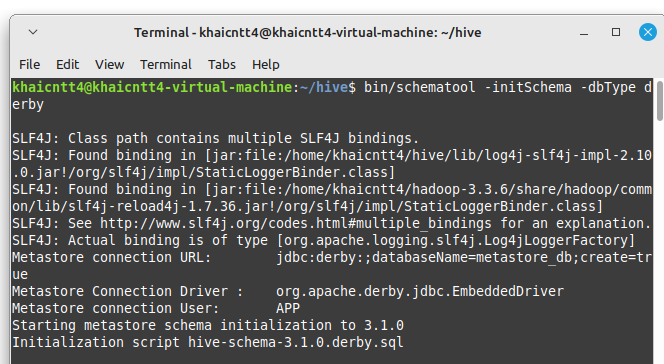 Terminal - khaicntt4@khaicntt4-virtual-machine: ~/hive
File Edit View Terminal Tabs Help
khaicntt4@khaicntt4-virtual-machine:~/hive$ bin/schematool -initSchema -dbType d
erby
SLF4J: Class path contains multiple SLF4J bindings.
SLF4J: Found binding in [jar:file:/home/khaicntt4/hive/lib/log4j-slf4j-impl-2.10
.0.jar!/org/slf4j/impl/StaticLoggerBinder.class]
SLF4J: Found binding in [jar:file:/home/khaicntt4/hadoop-3.3.6/share/hadoop/comm
on/lib/slf4j-reload4j-1.7.36.jar!/org/slf4j/impl/StaticLoggerBinder.class]
SLF4J: See http://www.slf4j.org/codes.html#multiple_bindings for an explanation.
SLF4J: Actual binding is of type [org.apache.logging.slf4j.Log4jLoggerFactory]
Metastore connection URL: jdbc:derby:;databaseName=metastore_db;create=tr
ue
Metastore Connection Driver : org.apache.derby.jdbc.EmbeddedDriver
Metastore connection User: APP
Starting metastore schema initialization to 3.1.0
Initialization script hive-schema-3.1.0.derby.sql